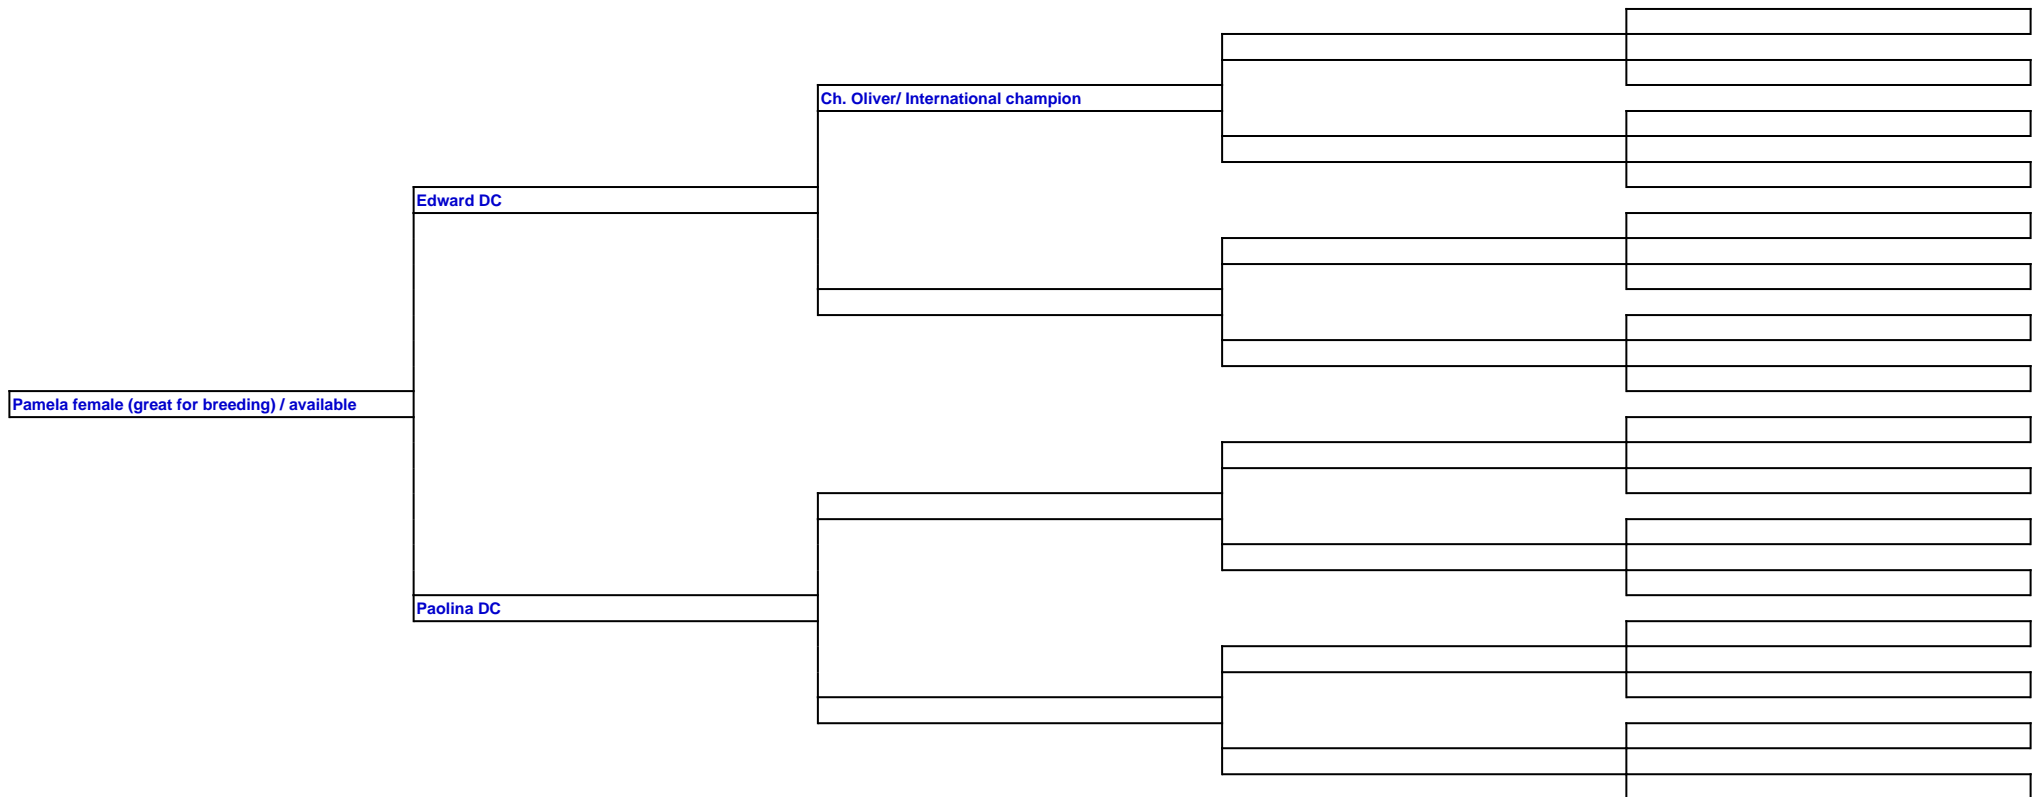 Ch. Oliver/ International champion
Edward DC
Pamela female (great for breeding) / available
Paolina DC